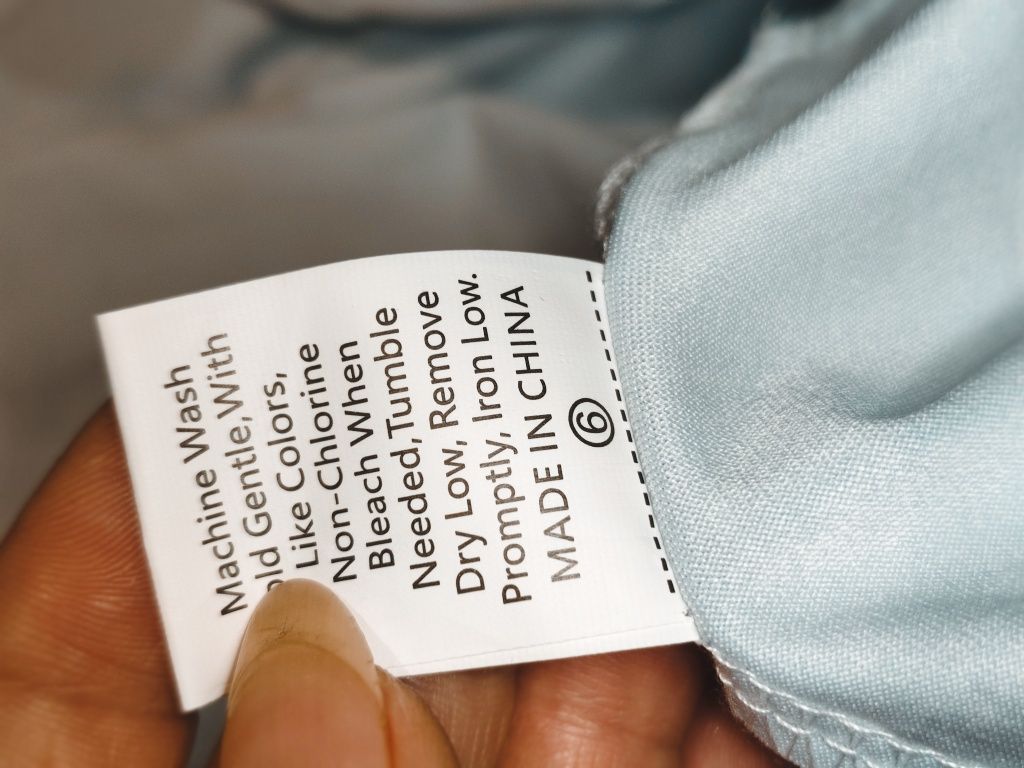 Machine Wash
old Gentle,With
Like Colors,
Non-Chlorine
Bleach When
Needed,Tumble
Dry Low, Remove
Promptly, Iron Low.
MADE IN CHINA
6